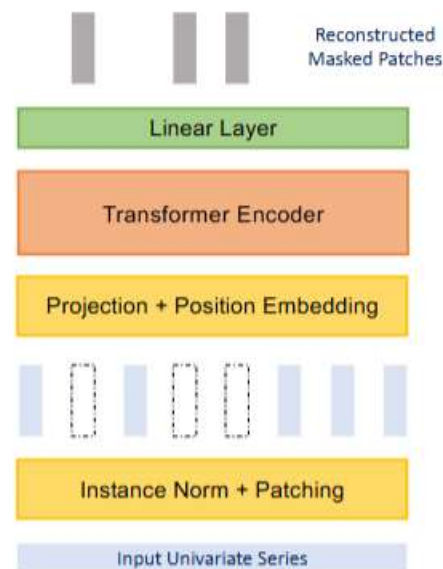 Reconstructed
Masked Patches
Linear Layer
Transformer Encoder
Projection + Position Embedding
Instance Norm + Patching
Input Univariate Series